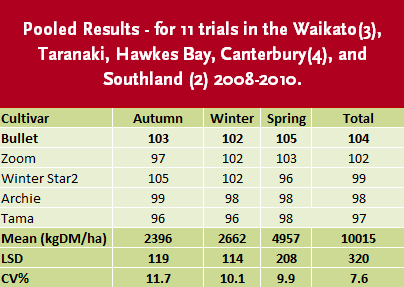 Pooled Results - for 11 trials in the Waikato(3),
Taranaki, Hawkes Bay, Canterbury(4), and
Southland (2) 2008-2010.
Cultivar Autumn Winter Spring Total
Bullet 103 102 105 104
Zoom 97 102 103 102
Winter Star2 105 102 96 99
Archie 99 98 98 98
Tama 96 96 98 97
Mean (kgDM/ha) 2396 2662 4957 10015
LSD 119 114 208 320
CV% 11.7 10.1 9.9 7.6